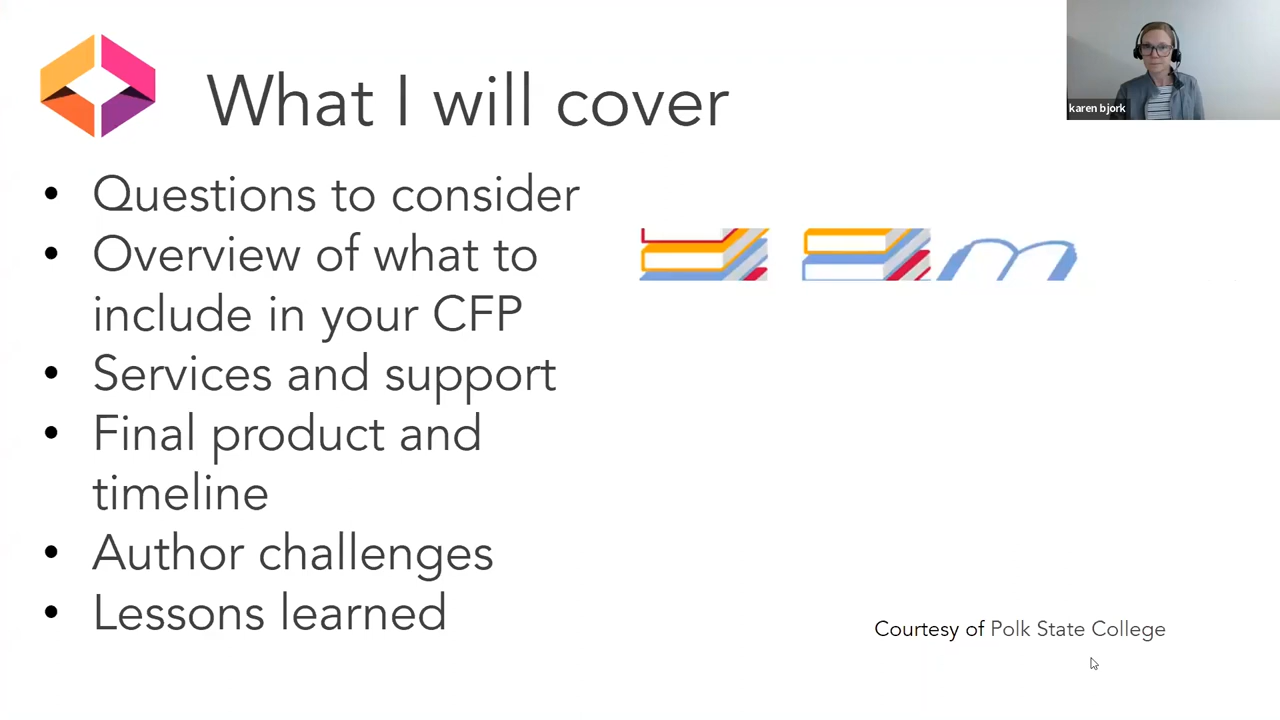 What I will cover
karen bjork
• Questions to consider
• Overview of what to
include in your CFP
• Services and support
• Final product and
timeline
• Author challenges
• Lessons learned
Courtesy of Polk State College